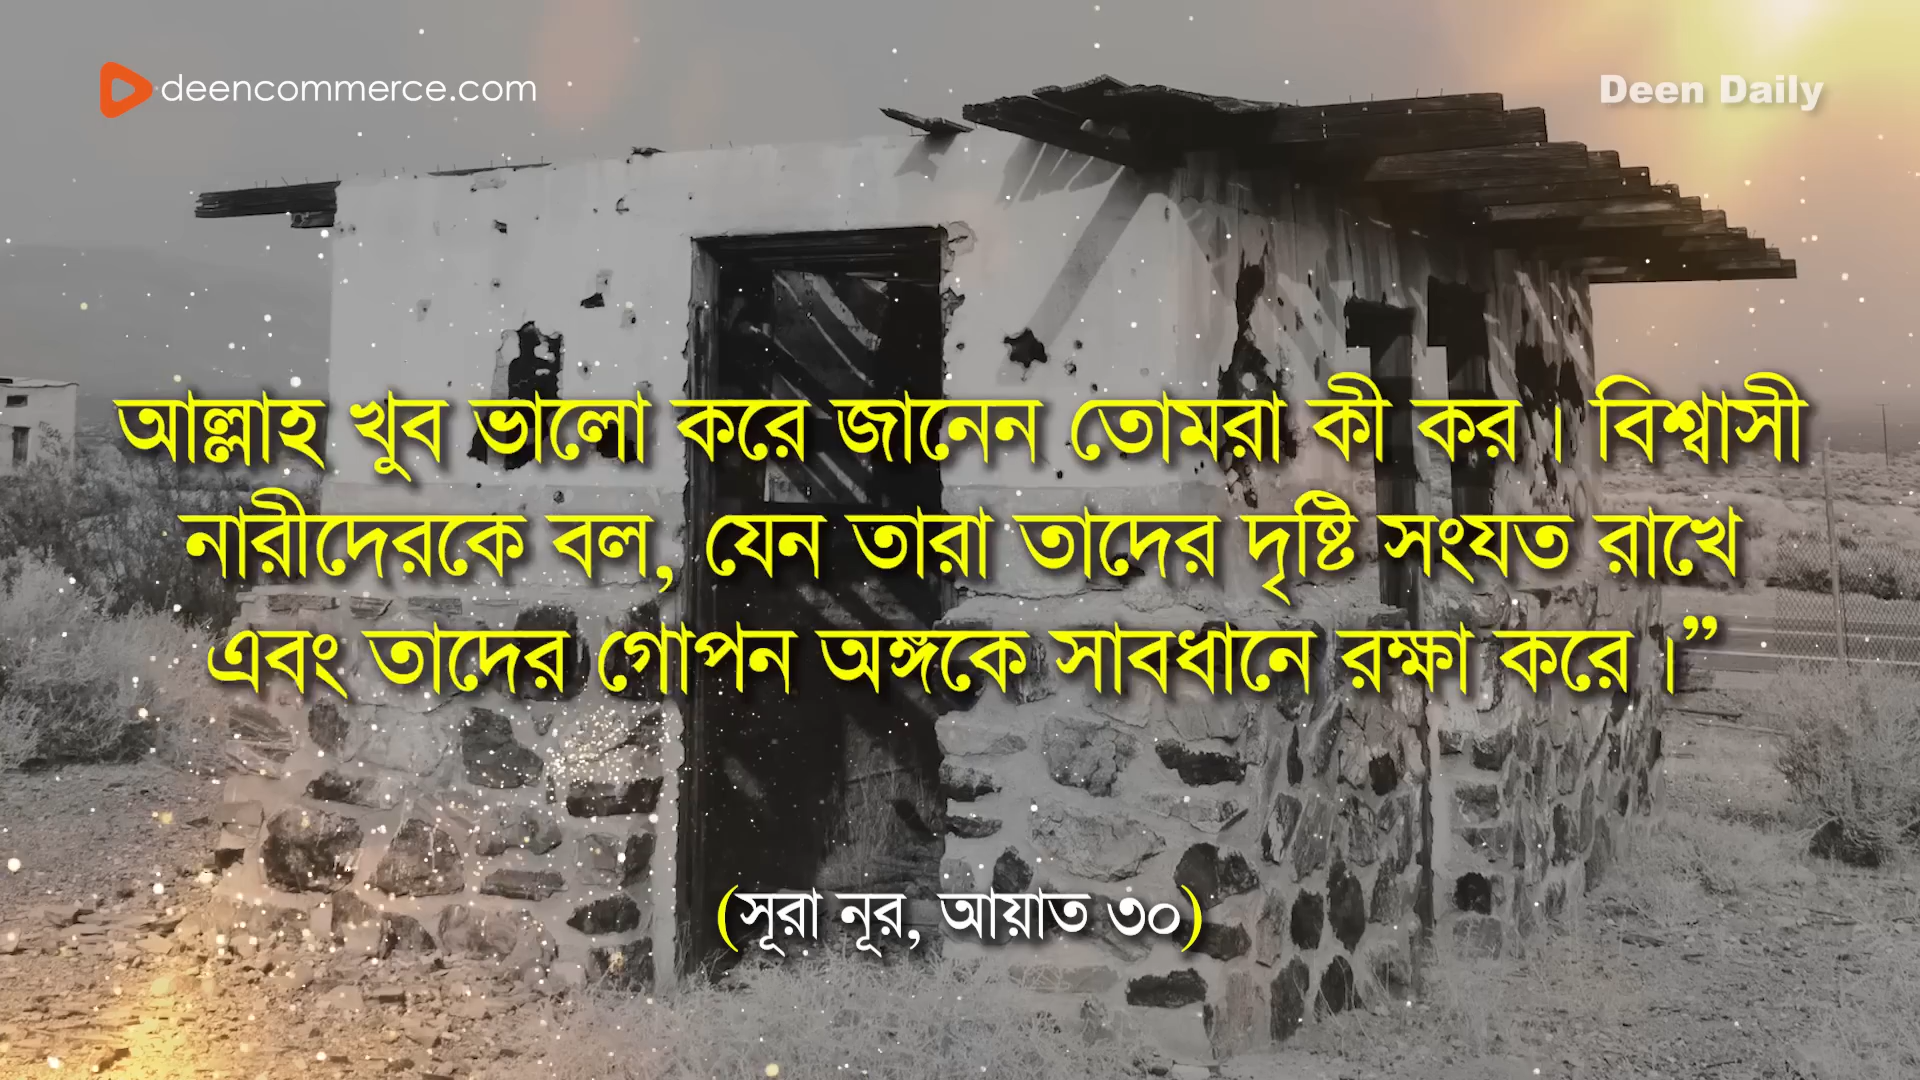 deencommerce.com
Deen Daily
আল্লাহ খুব ভালো করে জানেন তোমরা কী কর। বিশ্বাসী
নারীদেরকে বল, যেন তারা তাদের দৃষ্টি সংযত রাখে
এবং তাদের গোপন অঙ্গকে সাবধানে রক্ষা করে।”
(সূরা নূর, আয়াত ৩০)